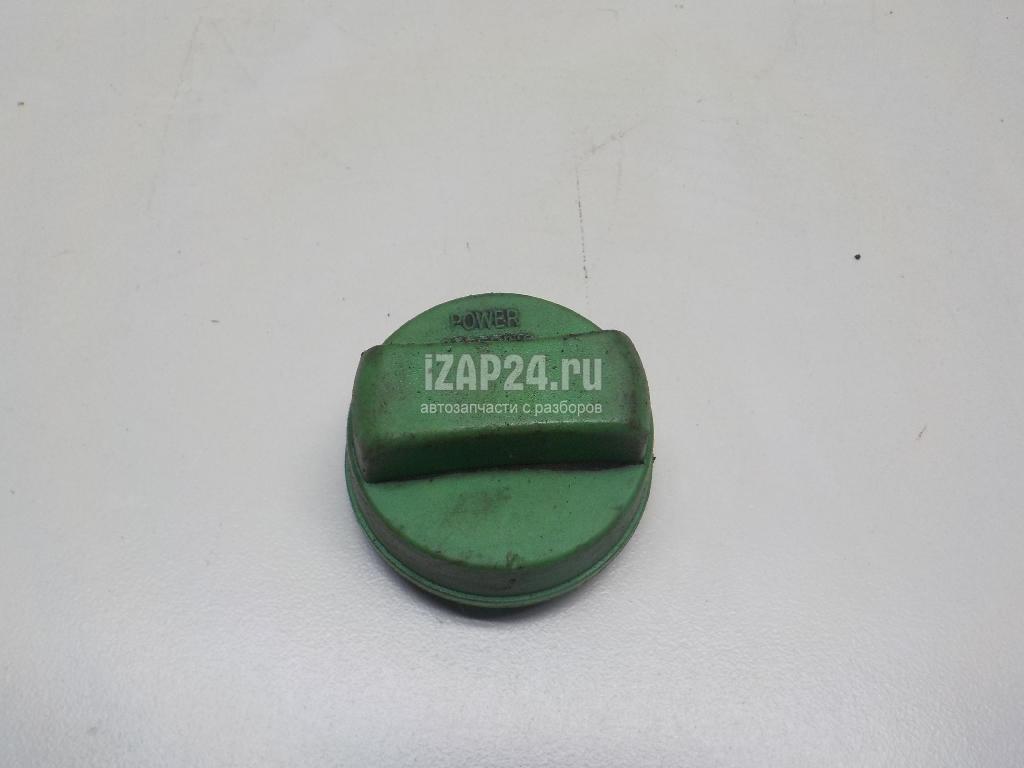 POWER
iZAP24.ru
автозапчасти с разборов